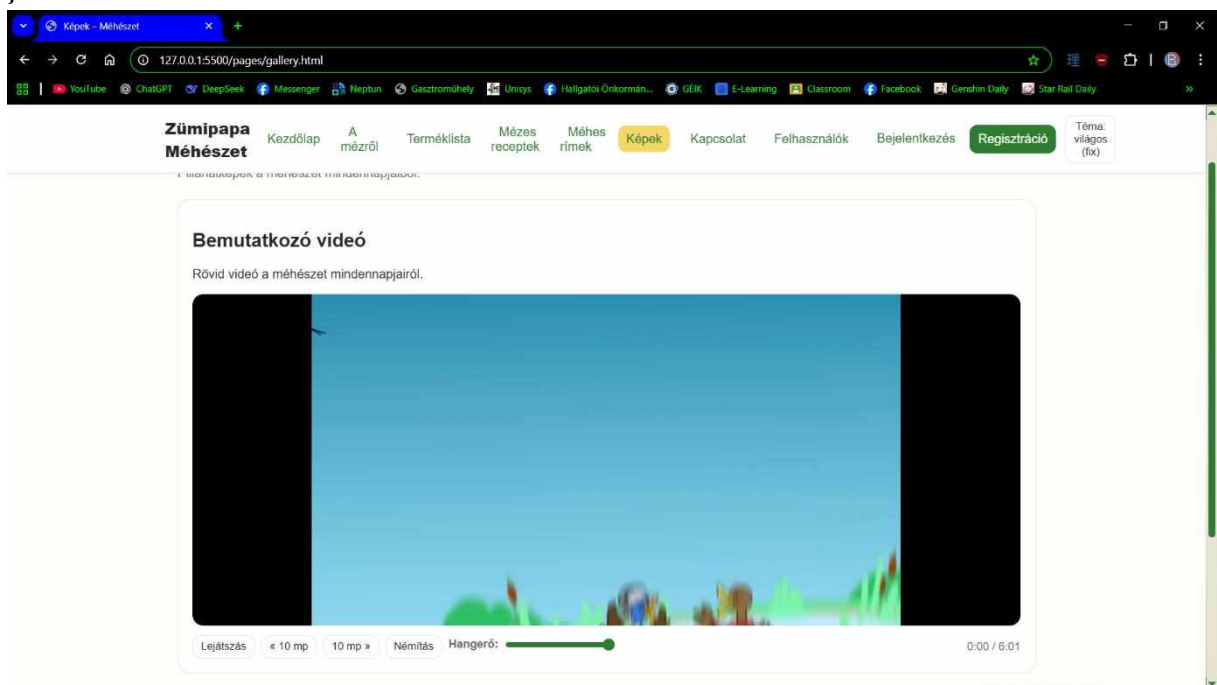 Képek – Méhészet
127.0.0.1:5500/pages/gallery.html
YouTube ChatGPT DeepSeek Messenger Neptun Gasztroműhely Unisys Hallgatói Önkormán... GEIK E-Learning Classroom Facebook Genshin Daily Star Rail Daily »
Zümipapa Méhészet
Kezdőlap
A mézről
Terméklista
Mézes receptek
Méhes rímek
Képek
Kapcsolat
Felhasználók
Bejelentkezés
Regisztráció
Téma: világos (fix)
Pillanatképek a méhészet mindennapjaiból.
Bemutatkozó videó
Rövid videó a méhészet mindennapjairól.
Lejátszás « 10 mp 10 mp » Némítás Hangerő: 0:00 / 6:01